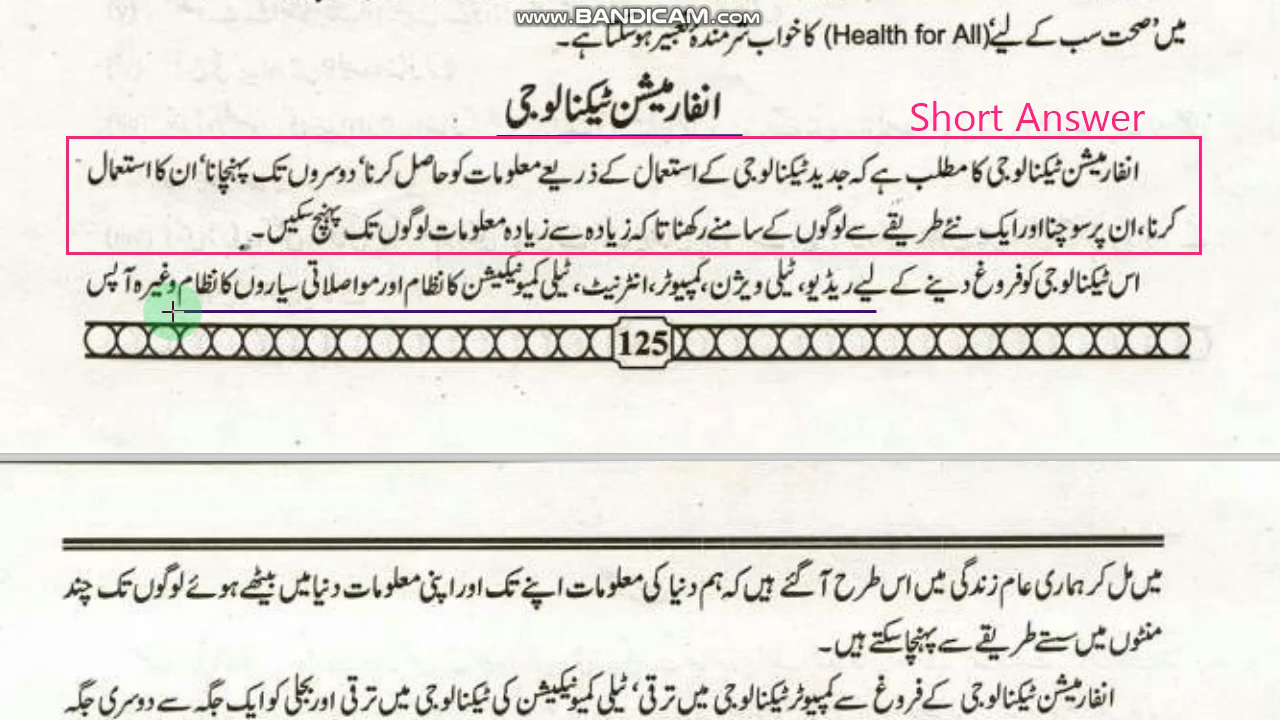 www.BANDICAM.com
میں ’صحت سب کے لیے‘ (Health for All) کا خواب شرمندۂ تعبیر ہو سکتا ہے۔
انفارمیشن ٹیکنالوجی
Short Answer
انفارمیشن ٹیکنالوجی کا مطلب ہے کہ جدید ٹیکنالوجی کے استعمال کے ذریعے معلومات کو حاصل کرنا‘ دوسروں تک پہنچانا‘ ان کا استعمال
کرنا، ان پر سوچنا اور ایک نئے طریقے سے لوگوں کے سامنے رکھنا تا کہ زیادہ سے زیادہ معلومات لوگوں تک پہنچ سکیں۔
اس ٹیکنالوجی کو فروغ دینے کے لیے ریڈیو، ٹیلی ویژن، کمپیوٹر، انٹرنیٹ، ٹیلی کمیونیکیشن کا نظام اور مواصلاتی سیاروں کا نظام وغیرہ آپس
125
میں مل کر ہماری عام زندگی میں اس طرح آ گئے ہیں کہ ہم دنیا کی معلومات اپنے تک اور اپنی معلومات دنیا میں بیٹھے ہوئے لوگوں تک چند
منٹوں میں سستے طریقے سے پہنچا سکتے ہیں۔
انفارمیشن ٹیکنالوجی کے فروغ سے کمپیوٹر ٹیکنالوجی میں ترقی‘ ٹیلی کمیونیکیشن کی ٹیکنالوجی میں ترقی اور بجلی کو ایک جگہ سے دوسری جگہ